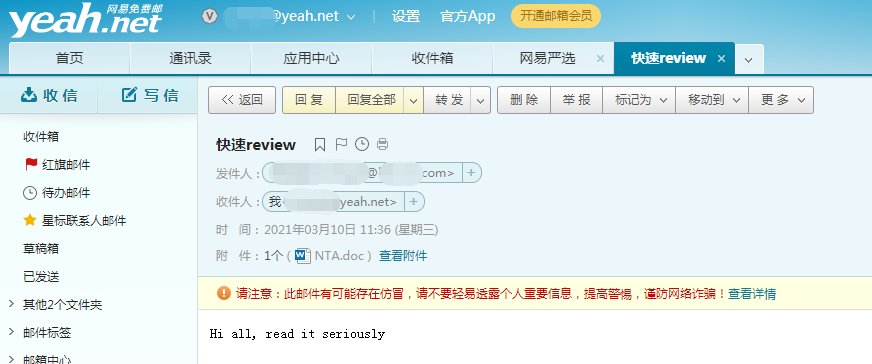 yeah.net 网易免费邮
@yeah.net 设置 官方App 开通邮箱会员
首页 通讯录 应用中心 收件箱 网易严选 × 快速review ×
收 信 写 信
<< 返回 回 复 回复全部 转 发 删 除 举 报 标记为 移动到 更 多
收件箱
红旗邮件
待办邮件
星标联系人邮件
草稿箱
已发送
其他2个文件夹
邮件标签
邮箱中心
快速review
发件人： @ com> +
收件人： 我 yeah.net> +
时 间：2021年03月10日 11:36 (星期三)
附 件：1个 ( NTA.doc ) 查看附件
请注意：此邮件有可能存在仿冒，请不要轻易透露个人重要信息，提高警惕，谨防网络诈骗！查看详情
Hi all, read it seriously